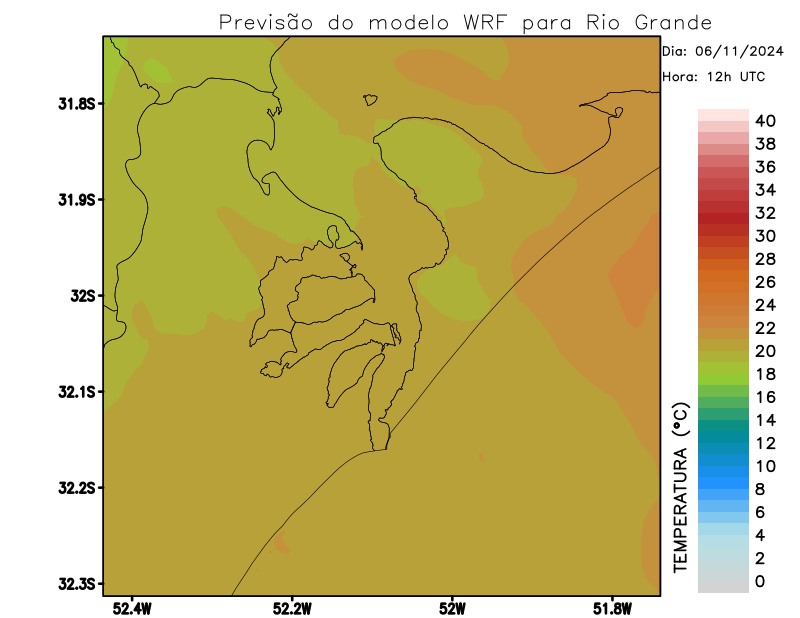 Previsão do modelo WRF para Rio Grande
Dia: 06/11/2024
Hora: 12h UTC
31.8S
31.9S
32S
32.1S
32.2S
32.3S
52.4W
52.2W
52W
51.8W
TEMPERATURA (°C)
40
38
36
34
32
30
28
26
24
22
20
18
16
14
12
10
8
6
4
2
0